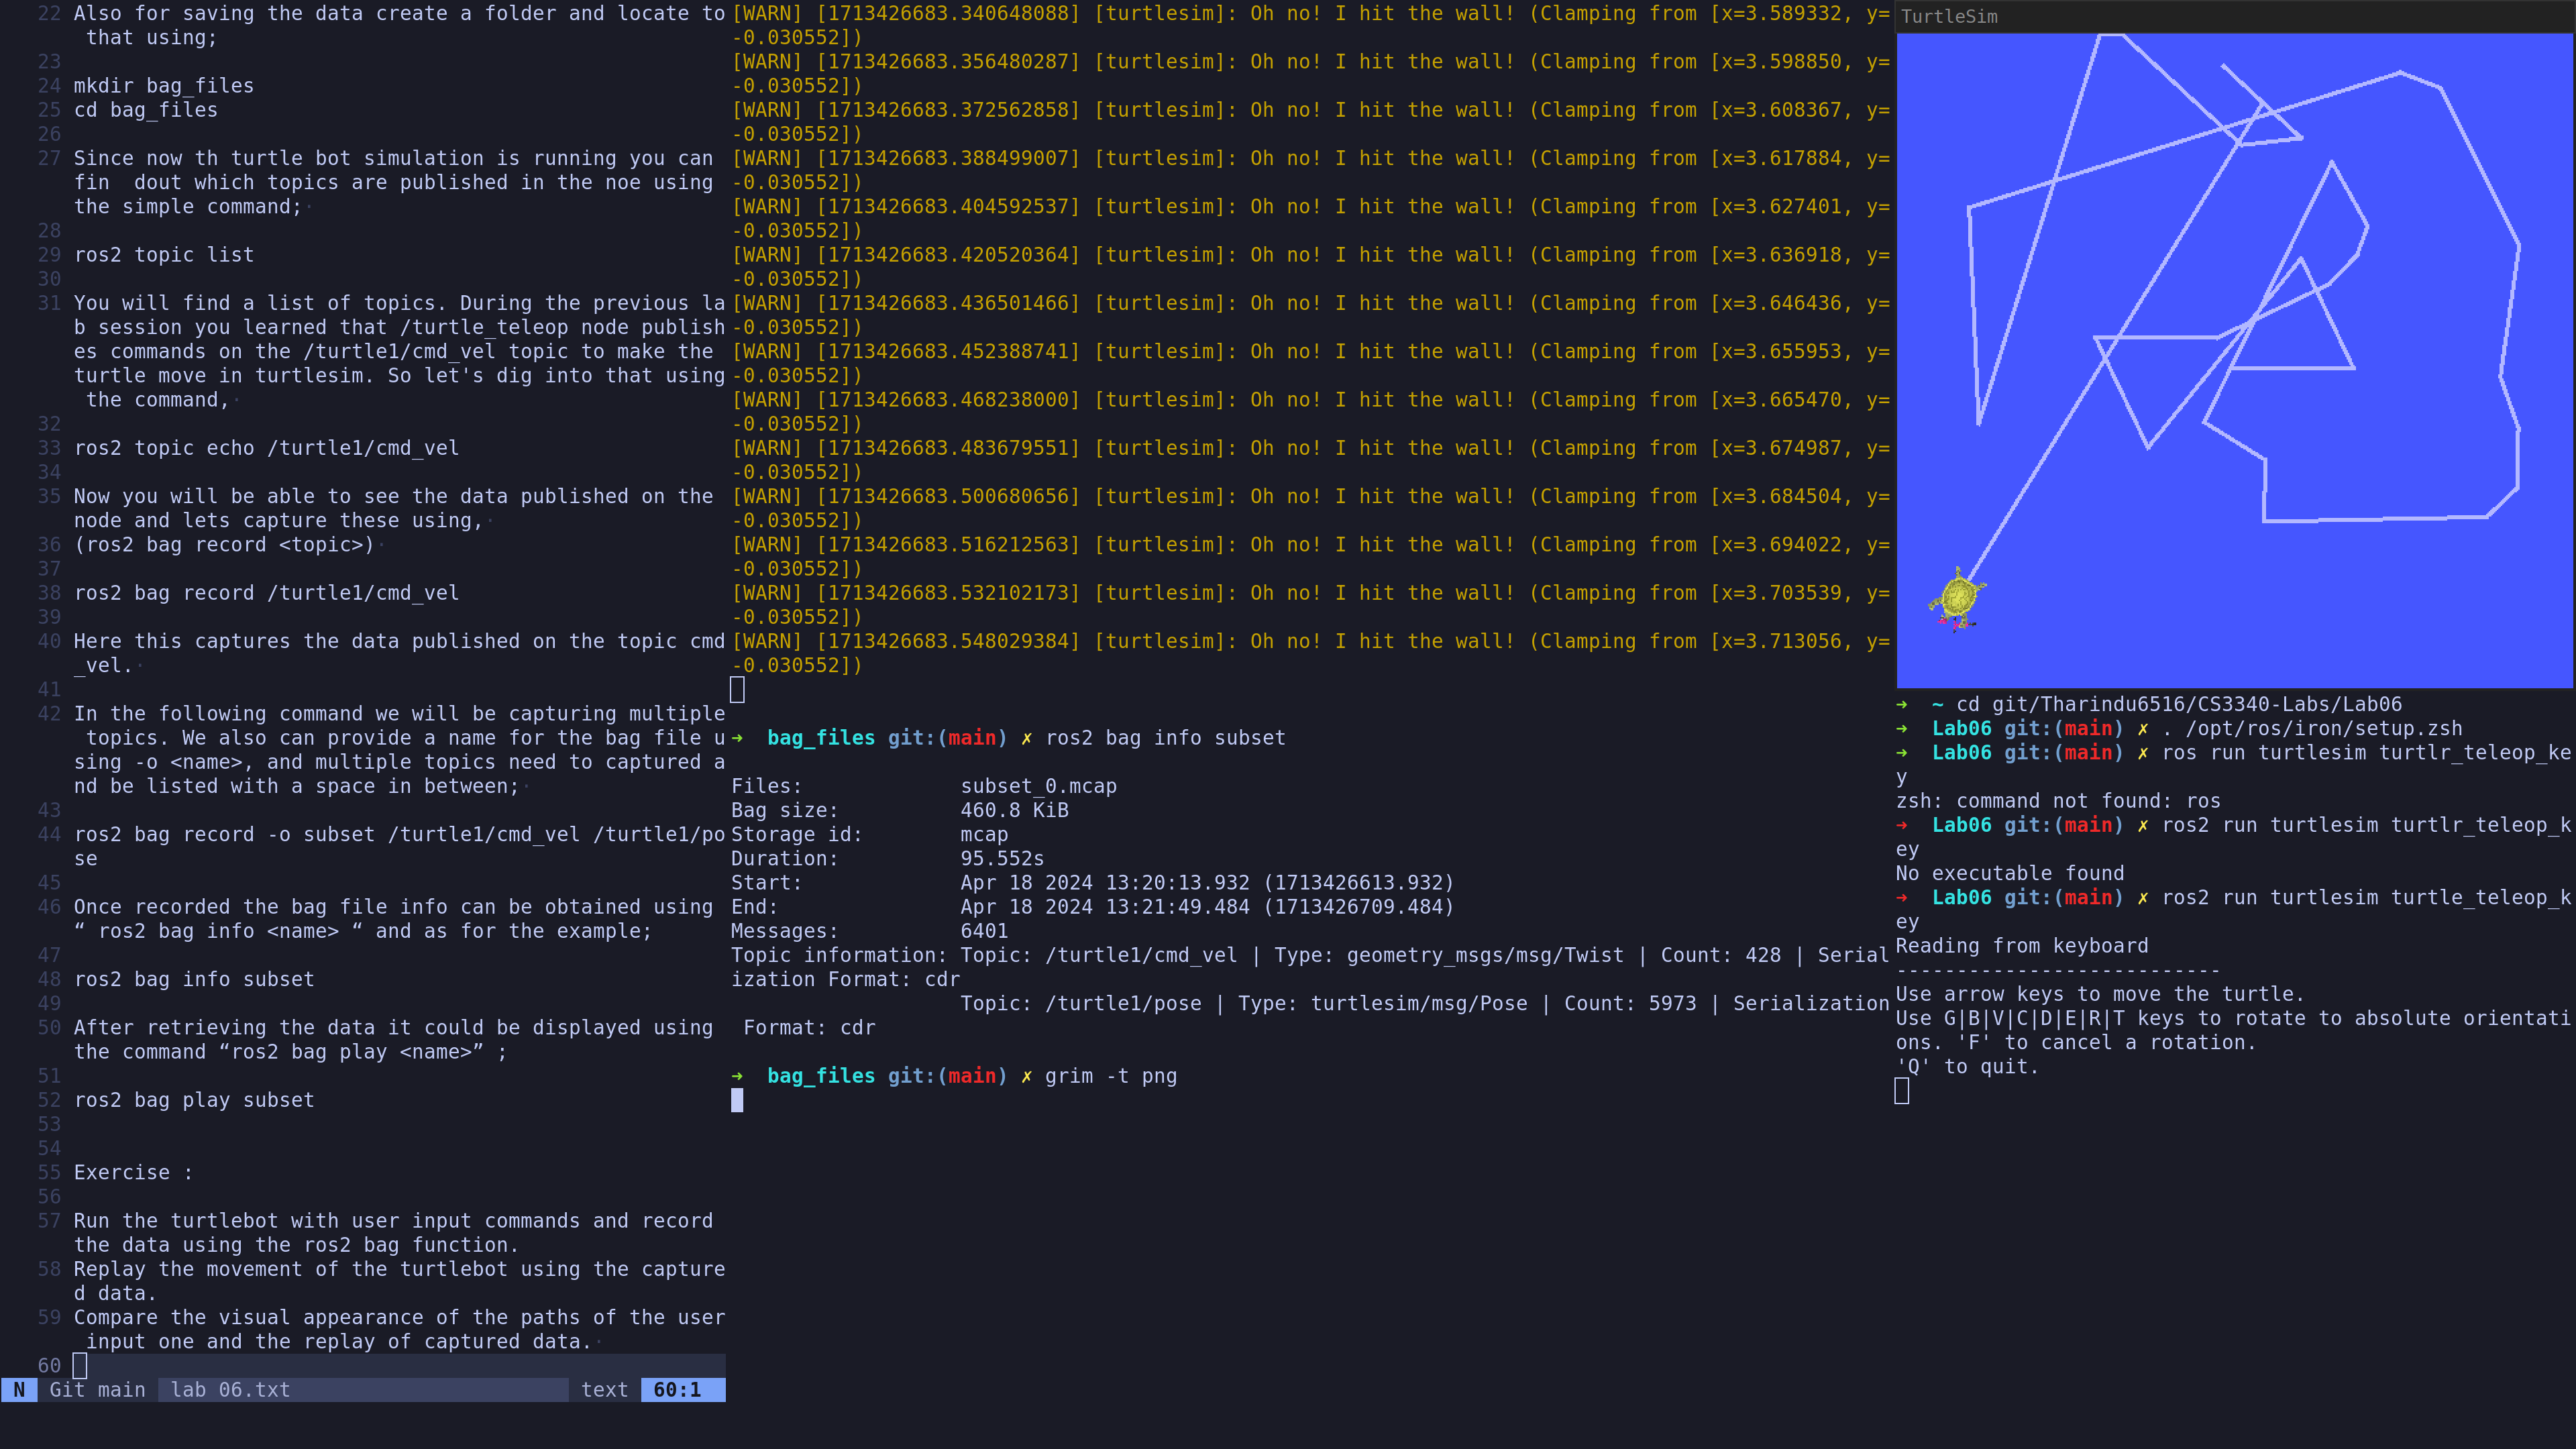 22 Also for saving the data create a folder and locate to
that using;
23
24 mkdir bag_files
25 cd bag_files
26
27 Since now th turtle bot simulation is running you can
fin  dout which topics are published in the noe using
the simple command;·
28
29 ros2 topic list
30
31 You will find a list of topics. During the previous la
b session you learned that /turtle_teleop node publish
es commands on the /turtle1/cmd_vel topic to make the
turtle move in turtlesim. So let's dig into that using
the command,·
32
33 ros2 topic echo /turtle1/cmd_vel
34
35 Now you will be able to see the data published on the
node and lets capture these using,·
36 (ros2 bag record <topic>)·
37
38 ros2 bag record /turtle1/cmd_vel
39
40 Here this captures the data published on the topic cmd
_vel.·
41
42 In the following command we will be capturing multiple
topics. We also can provide a name for the bag file u
sing -o <name>, and multiple topics need to captured a
nd be listed with a space in between;·
43
44 ros2 bag record -o subset /turtle1/cmd_vel /turtle1/po
se
45
46 Once recorded the bag file info can be obtained using
“ ros2 bag info <name> “ and as for the example;
47
48 ros2 bag info subset
49
50 After retrieving the data it could be displayed using
the command “ros2 bag play <name>” ;
51
52 ros2 bag play subset
53
54
55 Exercise :
56
57 Run the turtlebot with user input commands and record
the data using the ros2 bag function.
58 Replay the movement of the turtlebot using the capture
d data.
59 Compare the visual appearance of the paths of the user
input one and the replay of captured data.·
60
N Git main lab 06.txt text 60:1
[WARN] [1713426683.340648088] [turtlesim]: Oh no! I hit the wall! (Clamping from [x=3.589332, y=
-0.030552])
[WARN] [1713426683.356480287] [turtlesim]: Oh no! I hit the wall! (Clamping from [x=3.598850, y=
-0.030552])
[WARN] [1713426683.372562858] [turtlesim]: Oh no! I hit the wall! (Clamping from [x=3.608367, y=
-0.030552])
[WARN] [1713426683.388499007] [turtlesim]: Oh no! I hit the wall! (Clamping from [x=3.617884, y=
-0.030552])
[WARN] [1713426683.404592537] [turtlesim]: Oh no! I hit the wall! (Clamping from [x=3.627401, y=
-0.030552])
[WARN] [1713426683.420520364] [turtlesim]: Oh no! I hit the wall! (Clamping from [x=3.636918, y=
-0.030552])
[WARN] [1713426683.436501466] [turtlesim]: Oh no! I hit the wall! (Clamping from [x=3.646436, y=
-0.030552])
[WARN] [1713426683.452388741] [turtlesim]: Oh no! I hit the wall! (Clamping from [x=3.655953, y=
-0.030552])
[WARN] [1713426683.468238000] [turtlesim]: Oh no! I hit the wall! (Clamping from [x=3.665470, y=
-0.030552])
[WARN] [1713426683.483679551] [turtlesim]: Oh no! I hit the wall! (Clamping from [x=3.674987, y=
-0.030552])
[WARN] [1713426683.500680656] [turtlesim]: Oh no! I hit the wall! (Clamping from [x=3.684504, y=
-0.030552])
[WARN] [1713426683.516212563] [turtlesim]: Oh no! I hit the wall! (Clamping from [x=3.694022, y=
-0.030552])
[WARN] [1713426683.532102173] [turtlesim]: Oh no! I hit the wall! (Clamping from [x=3.703539, y=
-0.030552])
[WARN] [1713426683.548029384] [turtlesim]: Oh no! I hit the wall! (Clamping from [x=3.713056, y=
-0.030552])
➜  bag_files git:(main) ✗ ros2 bag info subset
Files:             subset_0.mcap
Bag size:          460.8 KiB
Storage id:        mcap
Duration:          95.552s
Start:             Apr 18 2024 13:20:13.932 (1713426613.932)
End:               Apr 18 2024 13:21:49.484 (1713426709.484)
Messages:          6401
Topic information: Topic: /turtle1/cmd_vel | Type: geometry_msgs/msg/Twist | Count: 428 | Serial
ization Format: cdr
Topic: /turtle1/pose | Type: turtlesim/msg/Pose | Count: 5973 | Serialization
Format: cdr
➜  bag_files git:(main) ✗ grim -t png
TurtleSim
➜  ~ cd git/Tharindu6516/CS3340-Labs/Lab06
➜  Lab06 git:(main) ✗ . /opt/ros/iron/setup.zsh
➜  Lab06 git:(main) ✗ ros run turtlesim turtlr_teleop_ke
y
zsh: command not found: ros
➜  Lab06 git:(main) ✗ ros2 run turtlesim turtlr_teleop_k
ey
No executable found
➜  Lab06 git:(main) ✗ ros2 run turtlesim turtle_teleop_k
ey
Reading from keyboard
---------------------------
Use arrow keys to move the turtle.
Use G|B|V|C|D|E|R|T keys to rotate to absolute orientati
ons. 'F' to cancel a rotation.
'Q' to quit.